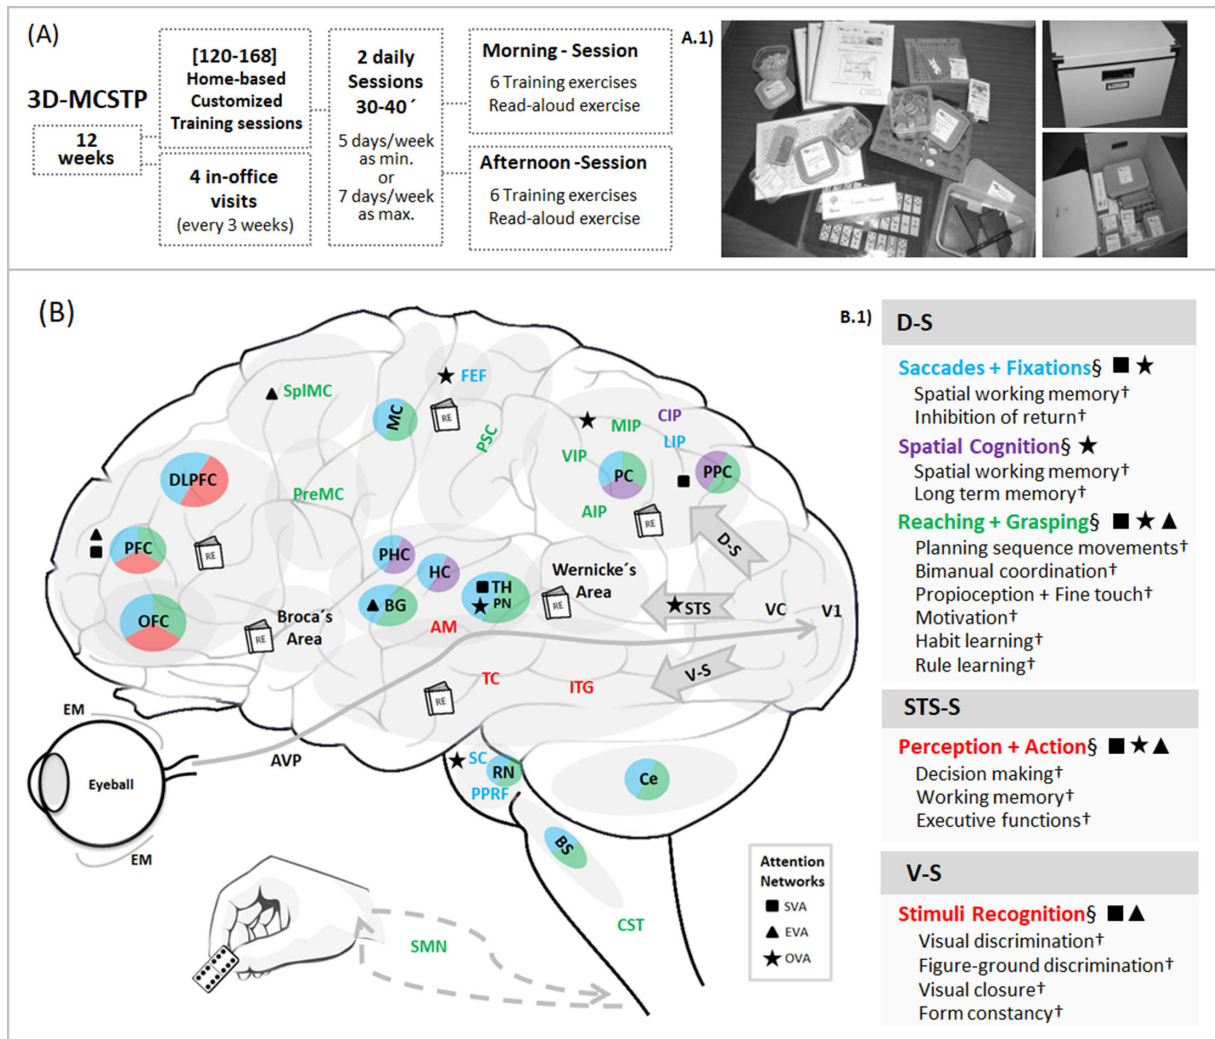 (A)
3D-MCSTP
12
weeks
[120-168]
Home-based
Customized
Training sessions
4 in-office
visits
(every 3 weeks)
2 daily
Sessions
30-40´
5 days/week
as min.
or
7 days/week
as max.
Morning - Session
6 Training exercises
Read-aloud exercise
Afternoon -Session
6 Training exercises
Read-aloud exercise
A.1)
(B)
SplMC
FEF
MC
RE
PSC
CIP
MIP
LIP
VIP
PC
PPC
AIP
RE
D-S
DLPFC
PreMC
PFC
RE
OFC
PHC
HC
BG
TH
PN
Wernicke´s
Area
RE
STS
VC
V1
Broca´s
Area
RE
AM
TC
ITG
V-S
RE
EM
Eyeball
EM
AVP
SC
RN
PPRF
Ce
BS
CST
SMN
Attention
Networks
SVA
EVA
OVA
B.1)
D-S
Saccades + Fixations§ ■ ★
Spatial working memory†
Inhibition of return†
Spatial Cognition§ ★
Spatial working memory†
Long term memory†
Reaching + Grasping§ ■ ★ ▲
Planning sequence movements†
Bimanual coordination†
Propioception + Fine touch†
Motivation†
Habit learning†
Rule learning†
STS-S
Perception + Action§ ■ ★ ▲
Decision making†
Working memory†
Executive functions†
V-S
Stimuli Recognition§ ■ ▲
Visual discrimination†
Figure-ground discrimination†
Visual closure†
Form constancy†